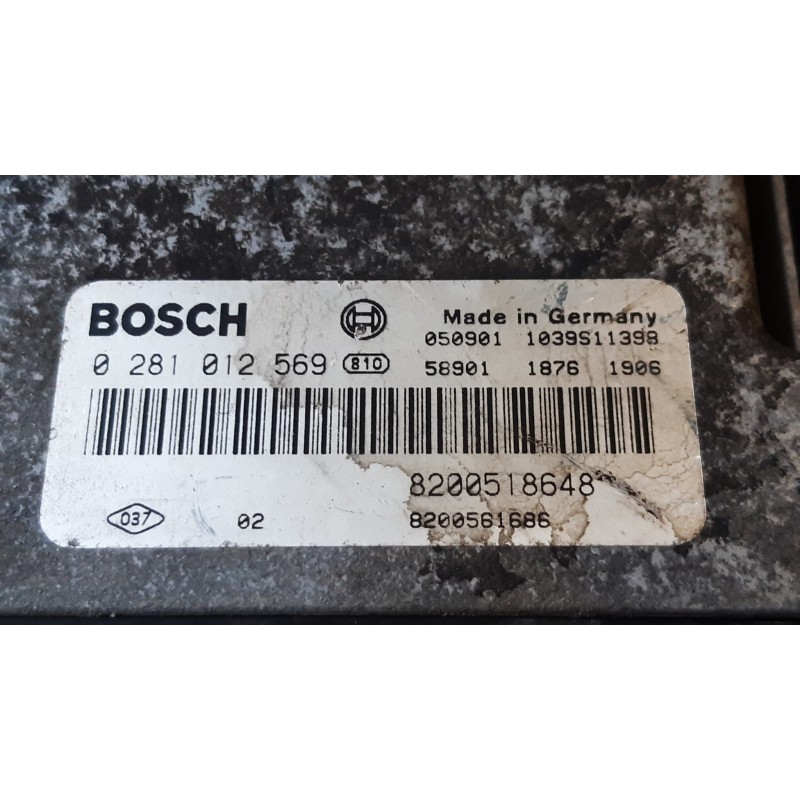 BOSCH
Made in Germany
050901 1039S11398
0 281 012 569 810
58901 1876 1906
8200518648
037 02 8200561686